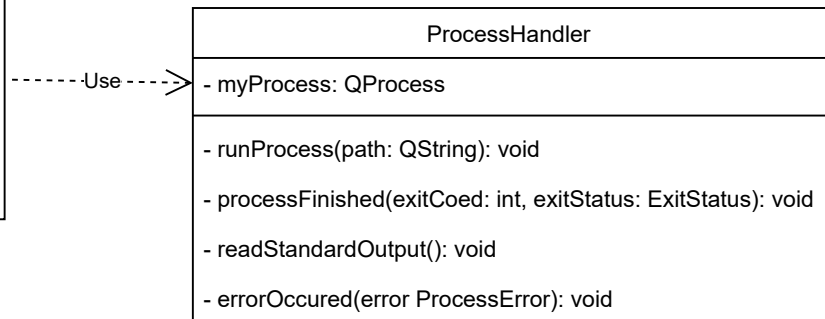 ProcessHandler
Use
- myProcess: QProcess
- runProcess(path: QString): void
- processFinished(exitCoed: int, exitStatus: ExitStatus): void
- readStandardOutput(): void
- errorOccured(error ProcessError): void